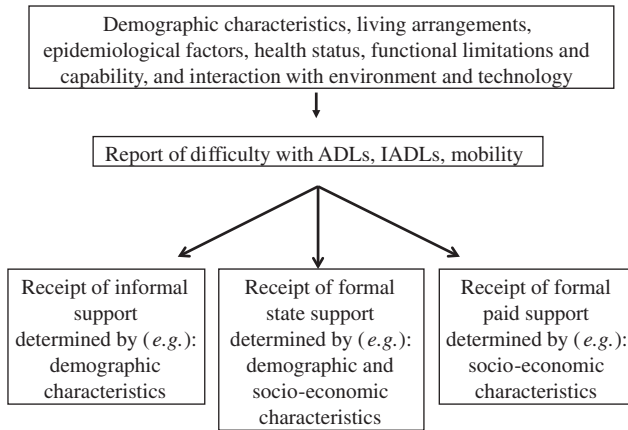 Demographic characteristics, living arrangements,
epidemiological factors, health status, functional limitations and
capability, and interaction with environment and technology
Report of difficulty with ADLs, IADLs, mobility
Receipt of informal
support
determined by (e.g.):
demographic
characteristics
Receipt of formal
state support
determined by (e.g.):
demographic and
socio-economic
characteristics
Receipt of formal
paid support
determined by (e.g.):
socio-economic
characteristics